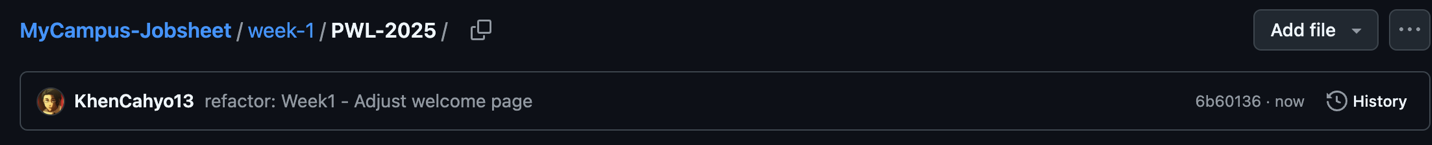 MyCampus-Jobsheet / week-1 / PWL-2025 / Add file ...
KhenCahyo13 refactor: Week1 - Adjust welcome page 6b60136 · now History